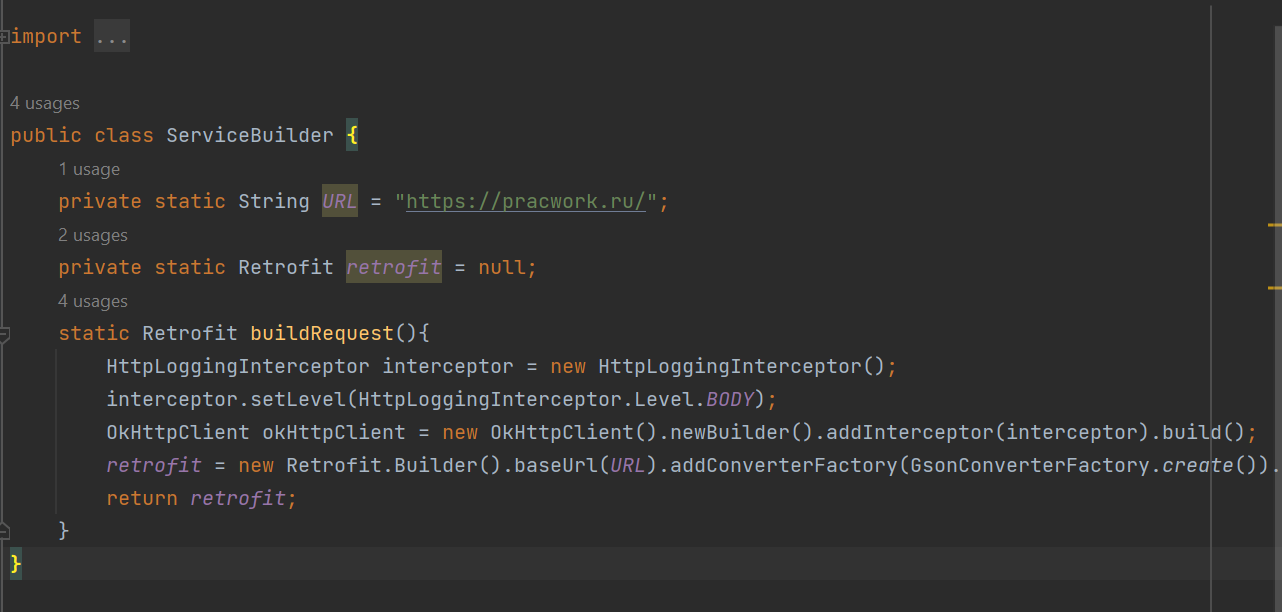 import ...
4 usages
public class ServiceBuilder {
1 usage
private static String URL = "https://pracwork.ru/";
2 usages
private static Retrofit retrofit = null;
4 usages
static Retrofit buildRequest(){
HttpLoggingInterceptor interceptor = new HttpLoggingInterceptor();
interceptor.setLevel(HttpLoggingInterceptor.Level.BODY);
OkHttpClient okHttpClient = new OkHttpClient().newBuilder().addInterceptor(interceptor).build();
retrofit = new Retrofit.Builder().baseUrl(URL).addConverterFactory(GsonConverterFactory.create()).
return retrofit;
}
}